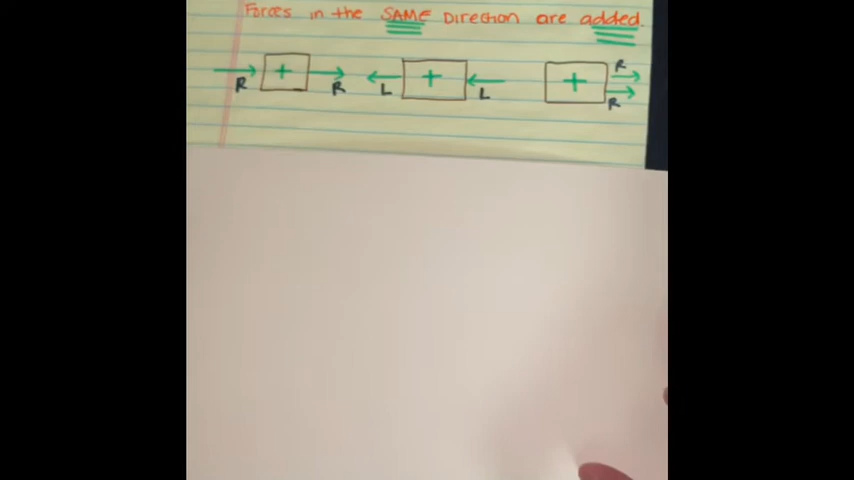 Forces in the SAME Direction are added.
R + R L + L + R
R